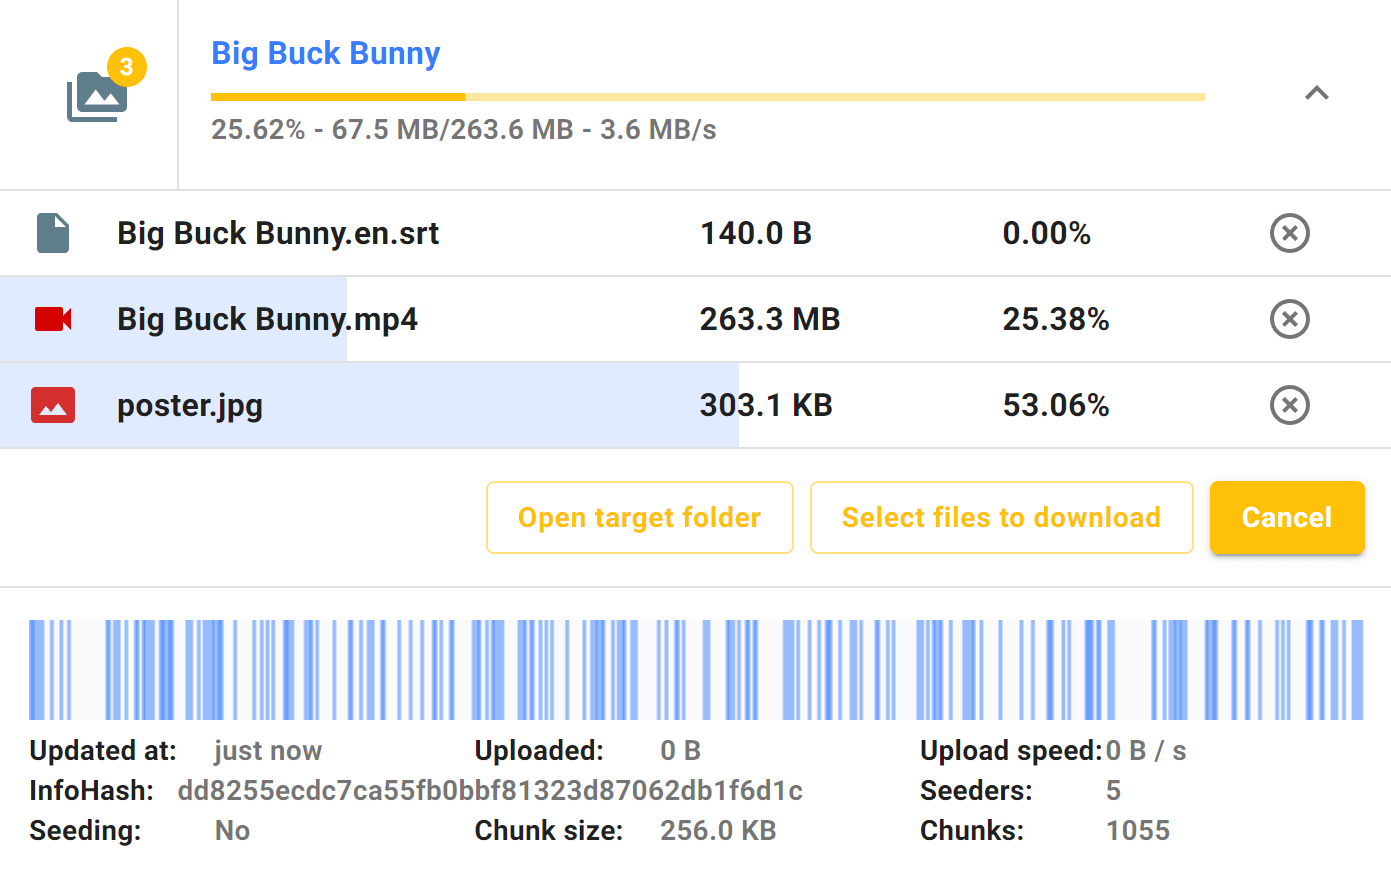 3
Big Buck Bunny
25.62% - 67.5 MB/263.6 MB - 3.6 MB/s
Big Buck Bunny.en.srt 140.0 B 0.00%
Big Buck Bunny.mp4 263.3 MB 25.38%
poster.jpg 303.1 KB 53.06%
Open target folder Select files to download Cancel
Updated at: just now Uploaded: 0 B Upload speed: 0 B / s
InfoHash: dd8255ecdc7ca55fb0bbf81323d87062db1f6d1c Seeders: 5
Seeding: No Chunk size: 256.0 KB Chunks: 1055